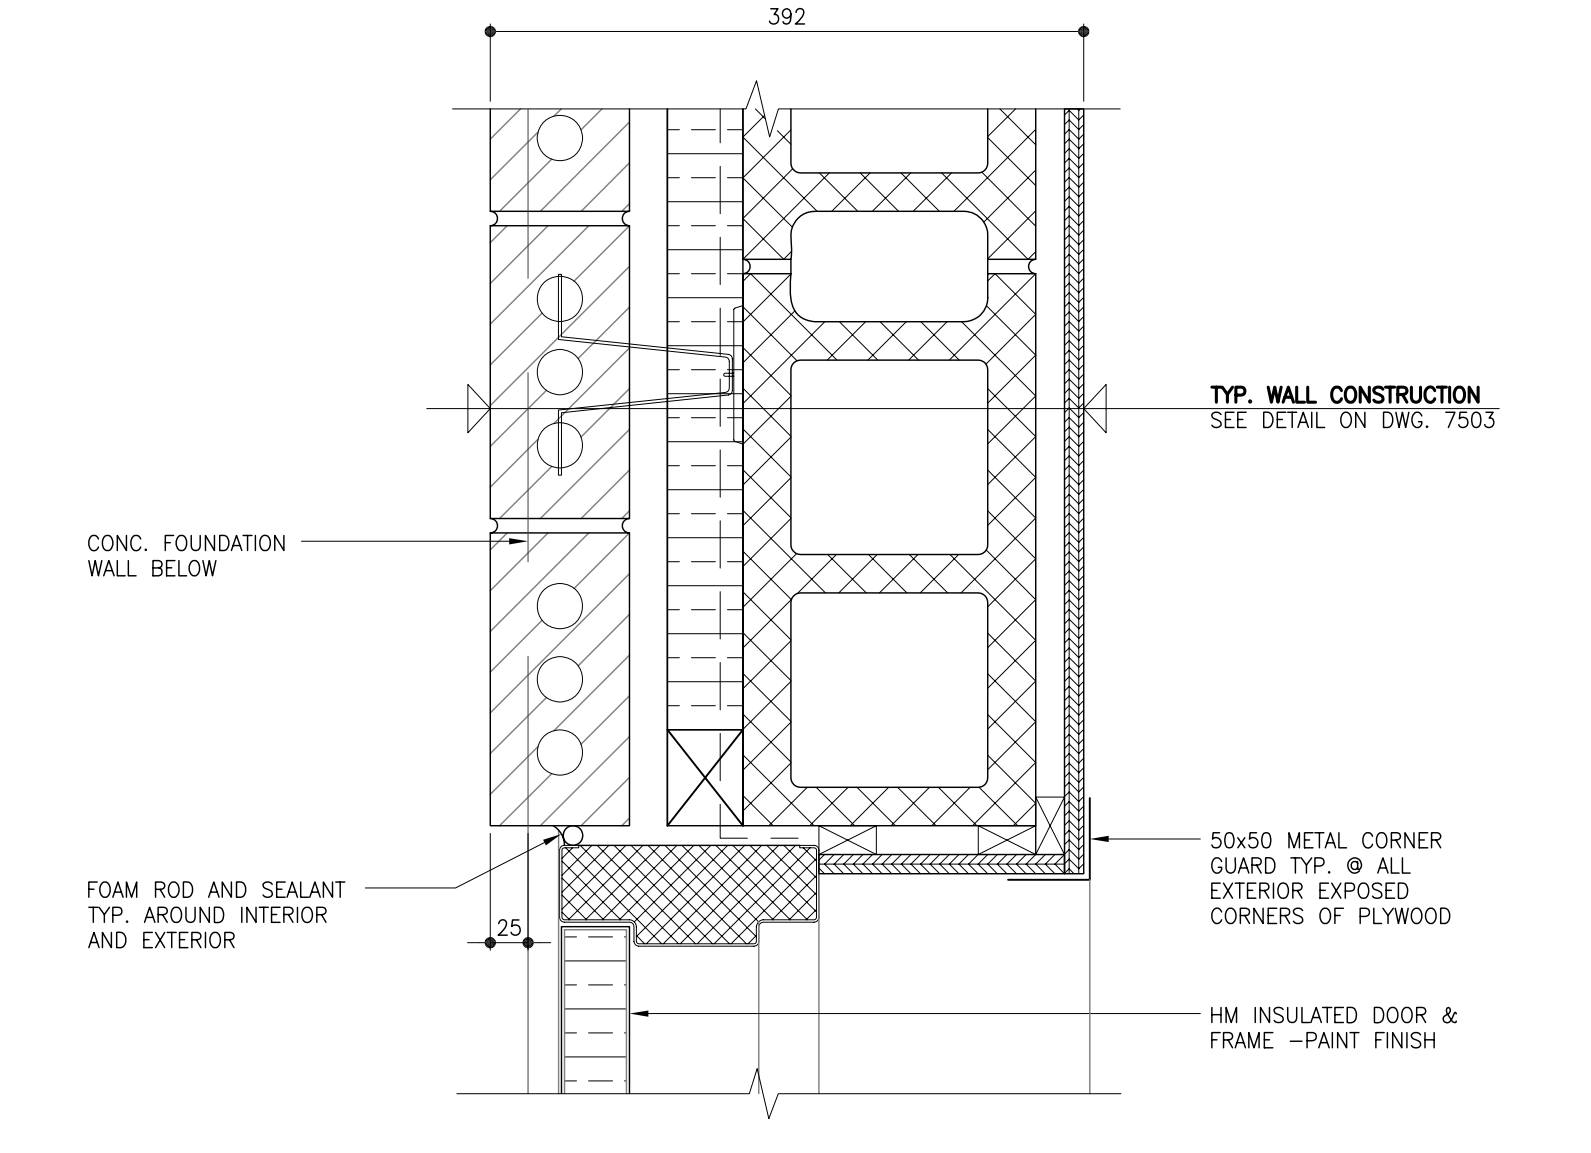 392
TYP. WALL CONSTRUCTION
SEE DETAIL ON DWG. 7503
CONC. FOUNDATION
WALL BELOW
50x50 METAL CORNER
GUARD TYP. @ ALL
EXTERIOR EXPOSED
CORNERS OF PLYWOOD
FOAM ROD AND SEALANT
TYP. AROUND INTERIOR
AND EXTERIOR
25
HM INSULATED DOOR &
FRAME -PAINT FINISH